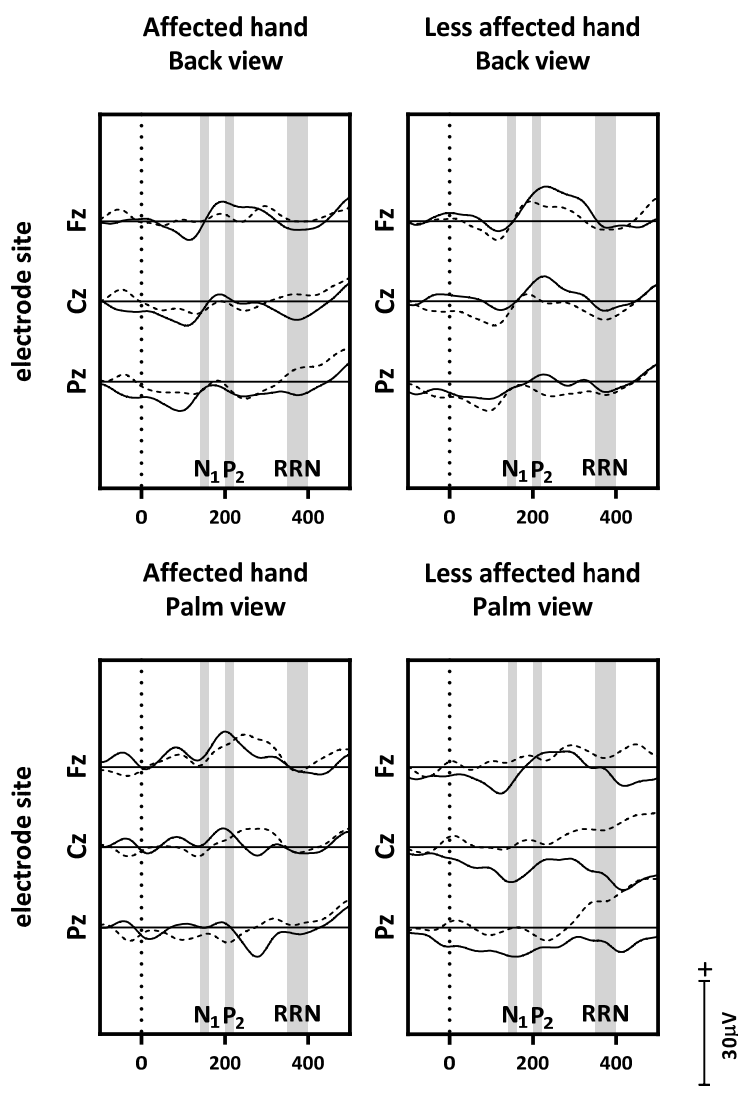 Affected hand
Back view
Less affected hand
Back view
electrode site
Fz
Cz
Pz
N1 P2 RRN
0 200 400
Fz
Cz
Pz
N1 P2 RRN
0 200 400
Affected hand
Palm view
Less affected hand
Palm view
electrode site
Fz
Cz
Pz
N1 P2 RRN
0 200 400
Fz
Cz
Pz
N1 P2 RRN
0 200 400
+
30μV